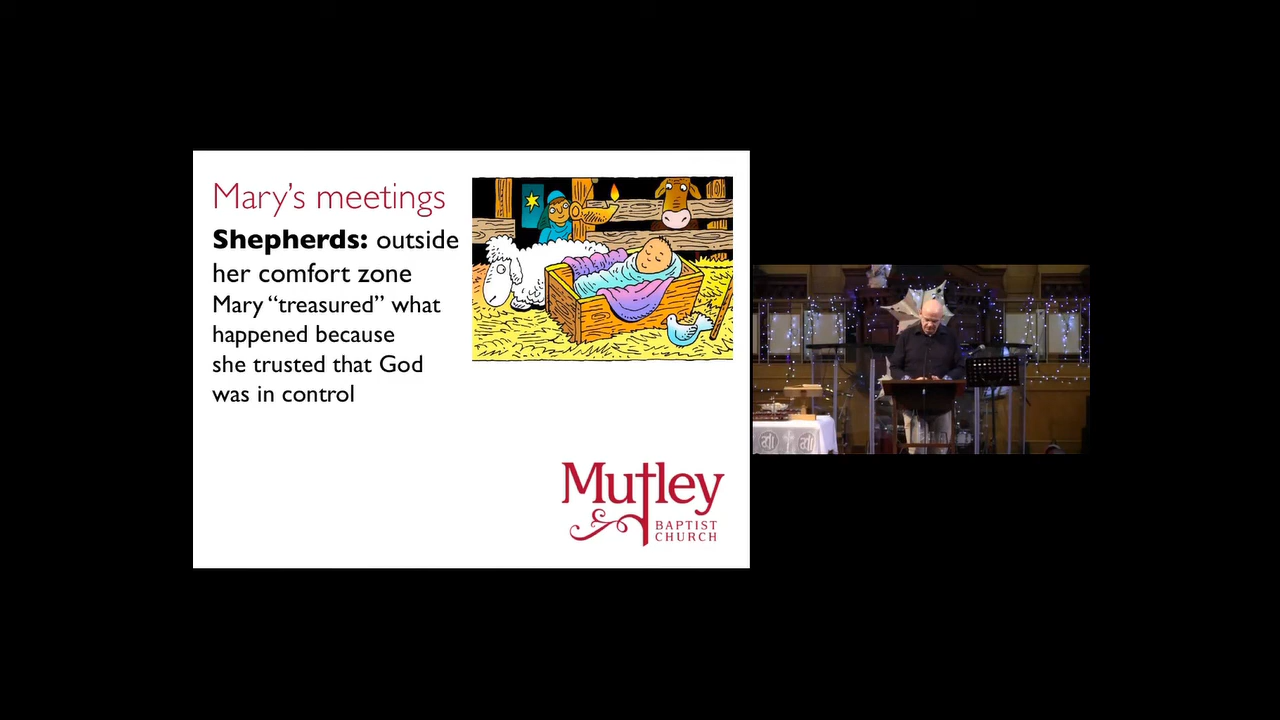 Mary's meetings
Shepherds: outside
her comfort zone
Mary “treasured” what
happened because
she trusted that God
was in control
Mutley
BAPTIST
CHURCH